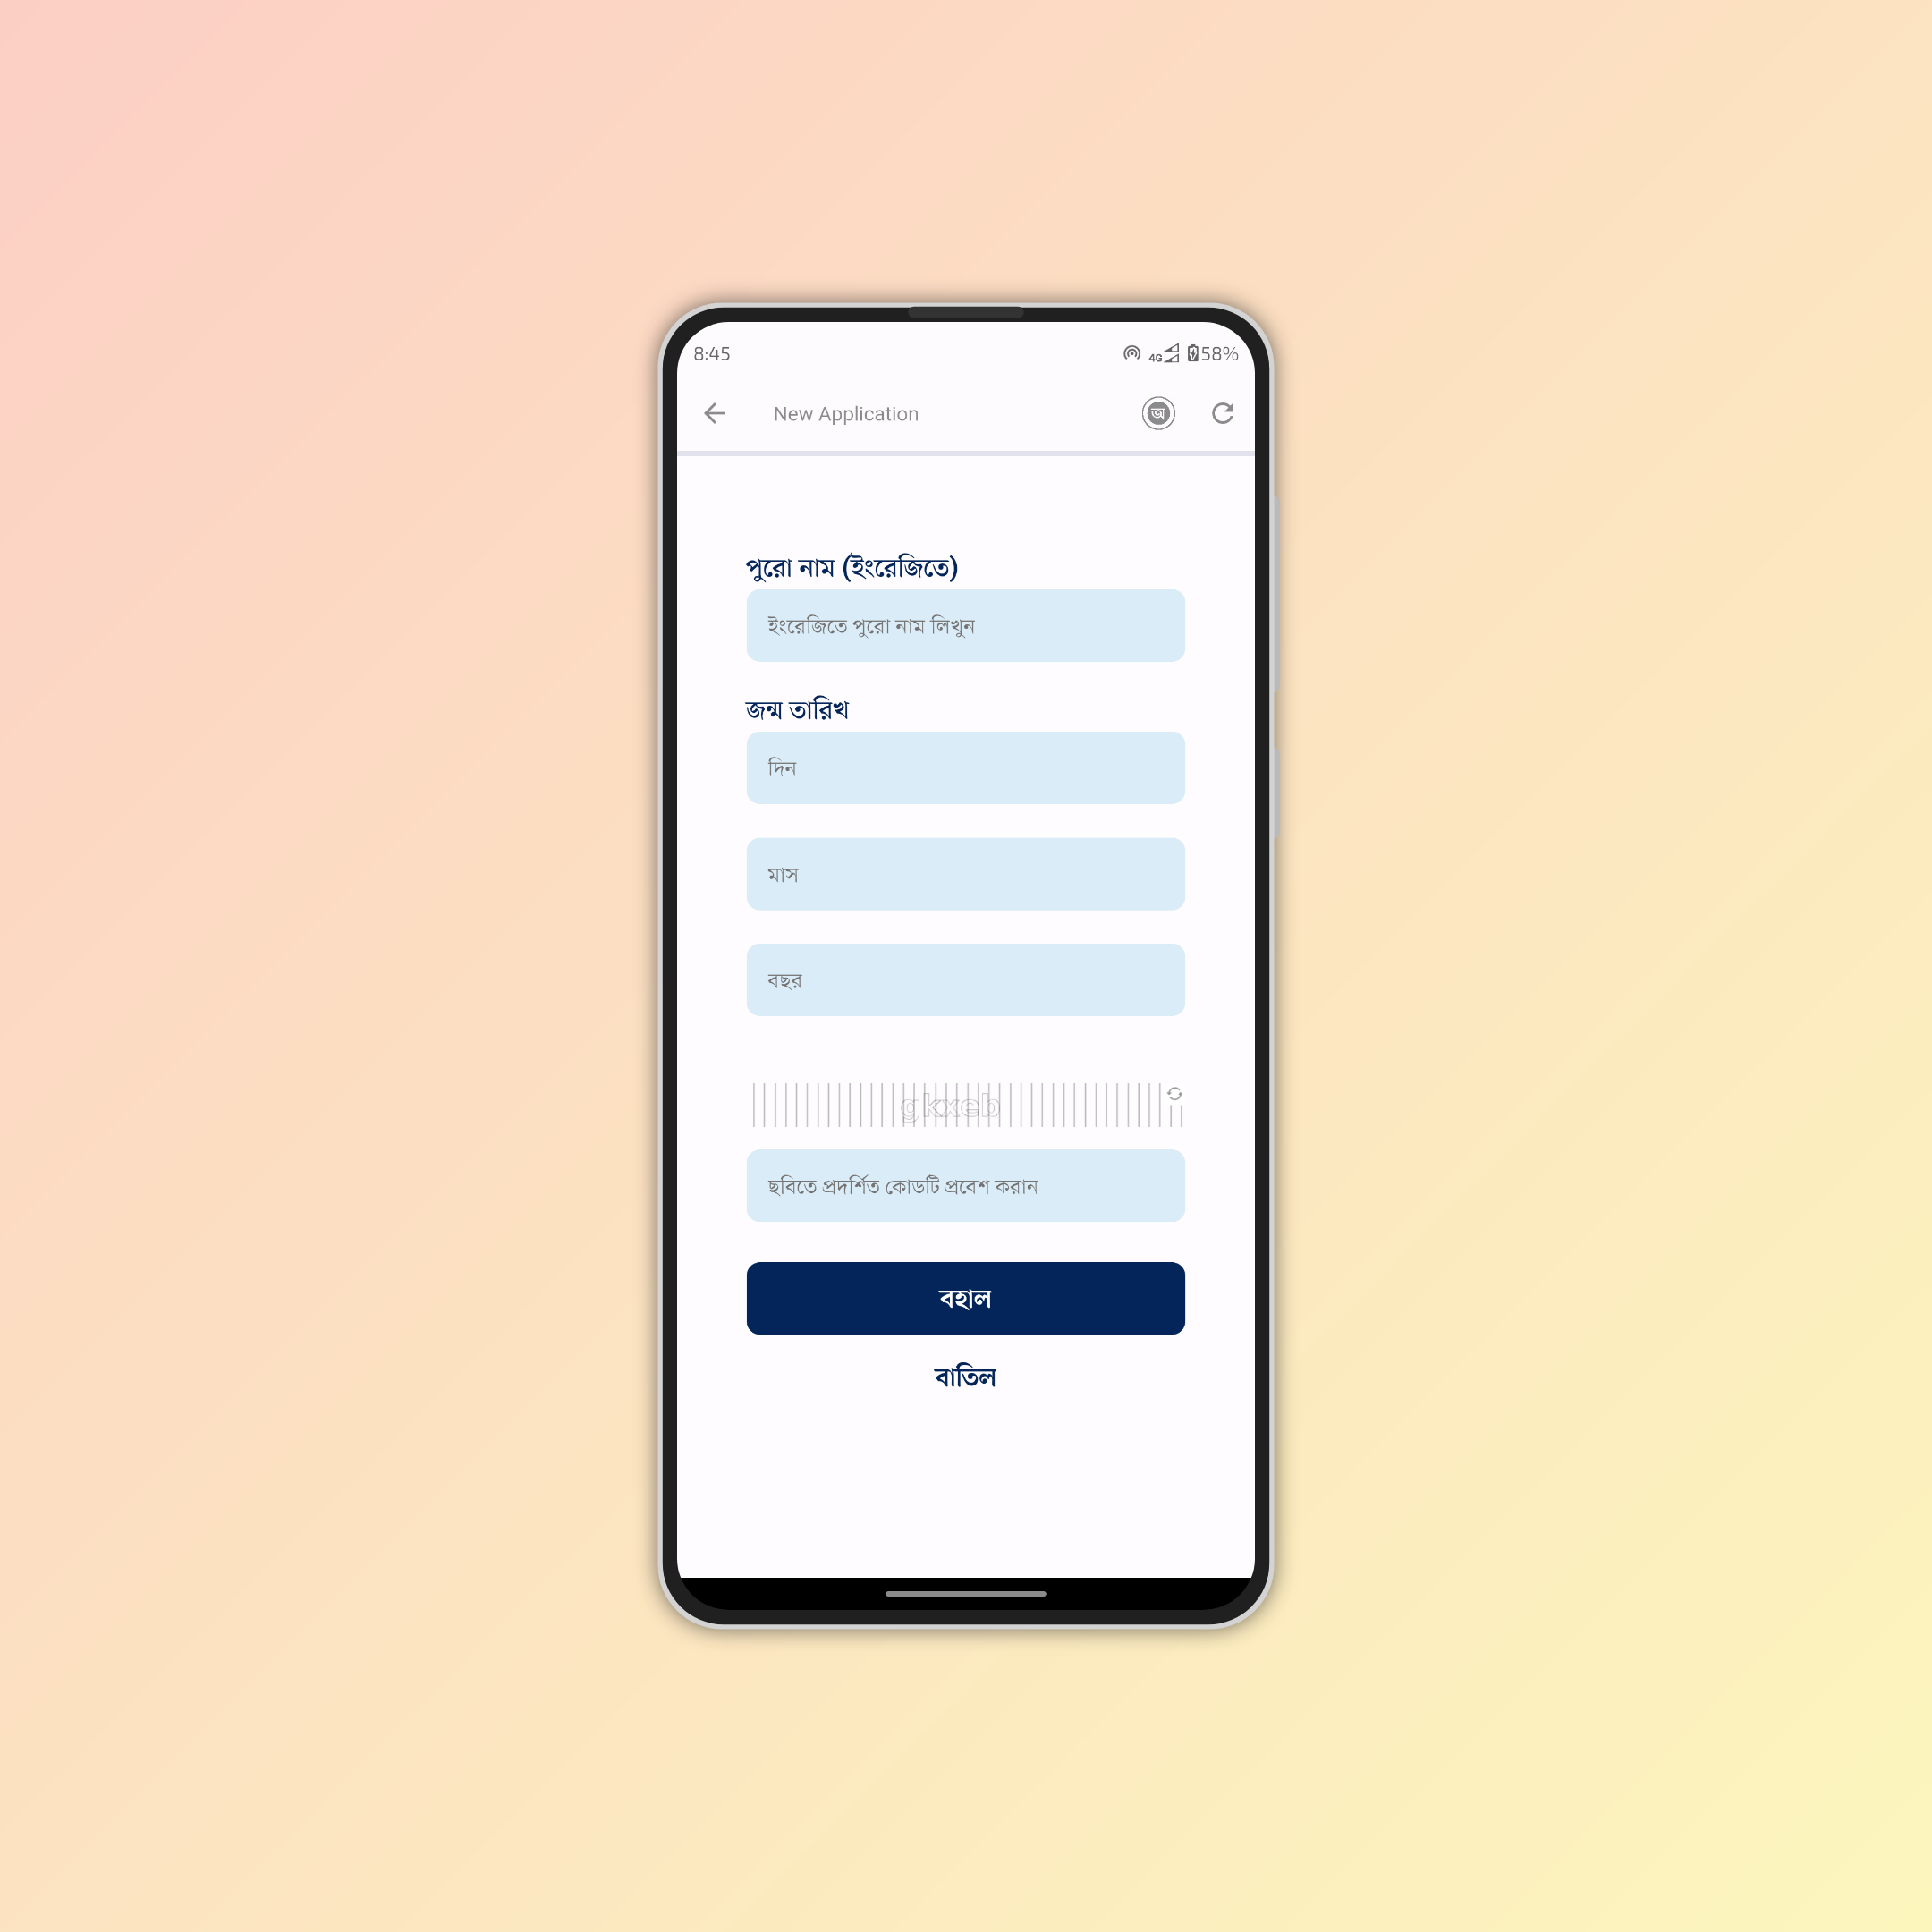 8:45 4G 58%
New Application অ
পুরো নাম (ইংরেজিতে)
ইংরেজিতে পুরো নাম লিখুন
জন্ম তারিখ
দিন
মাস
বছর
gkxeb
ছবিতে প্রদর্শিত কোডটি প্রবেশ করান
বহাল
বাতিল